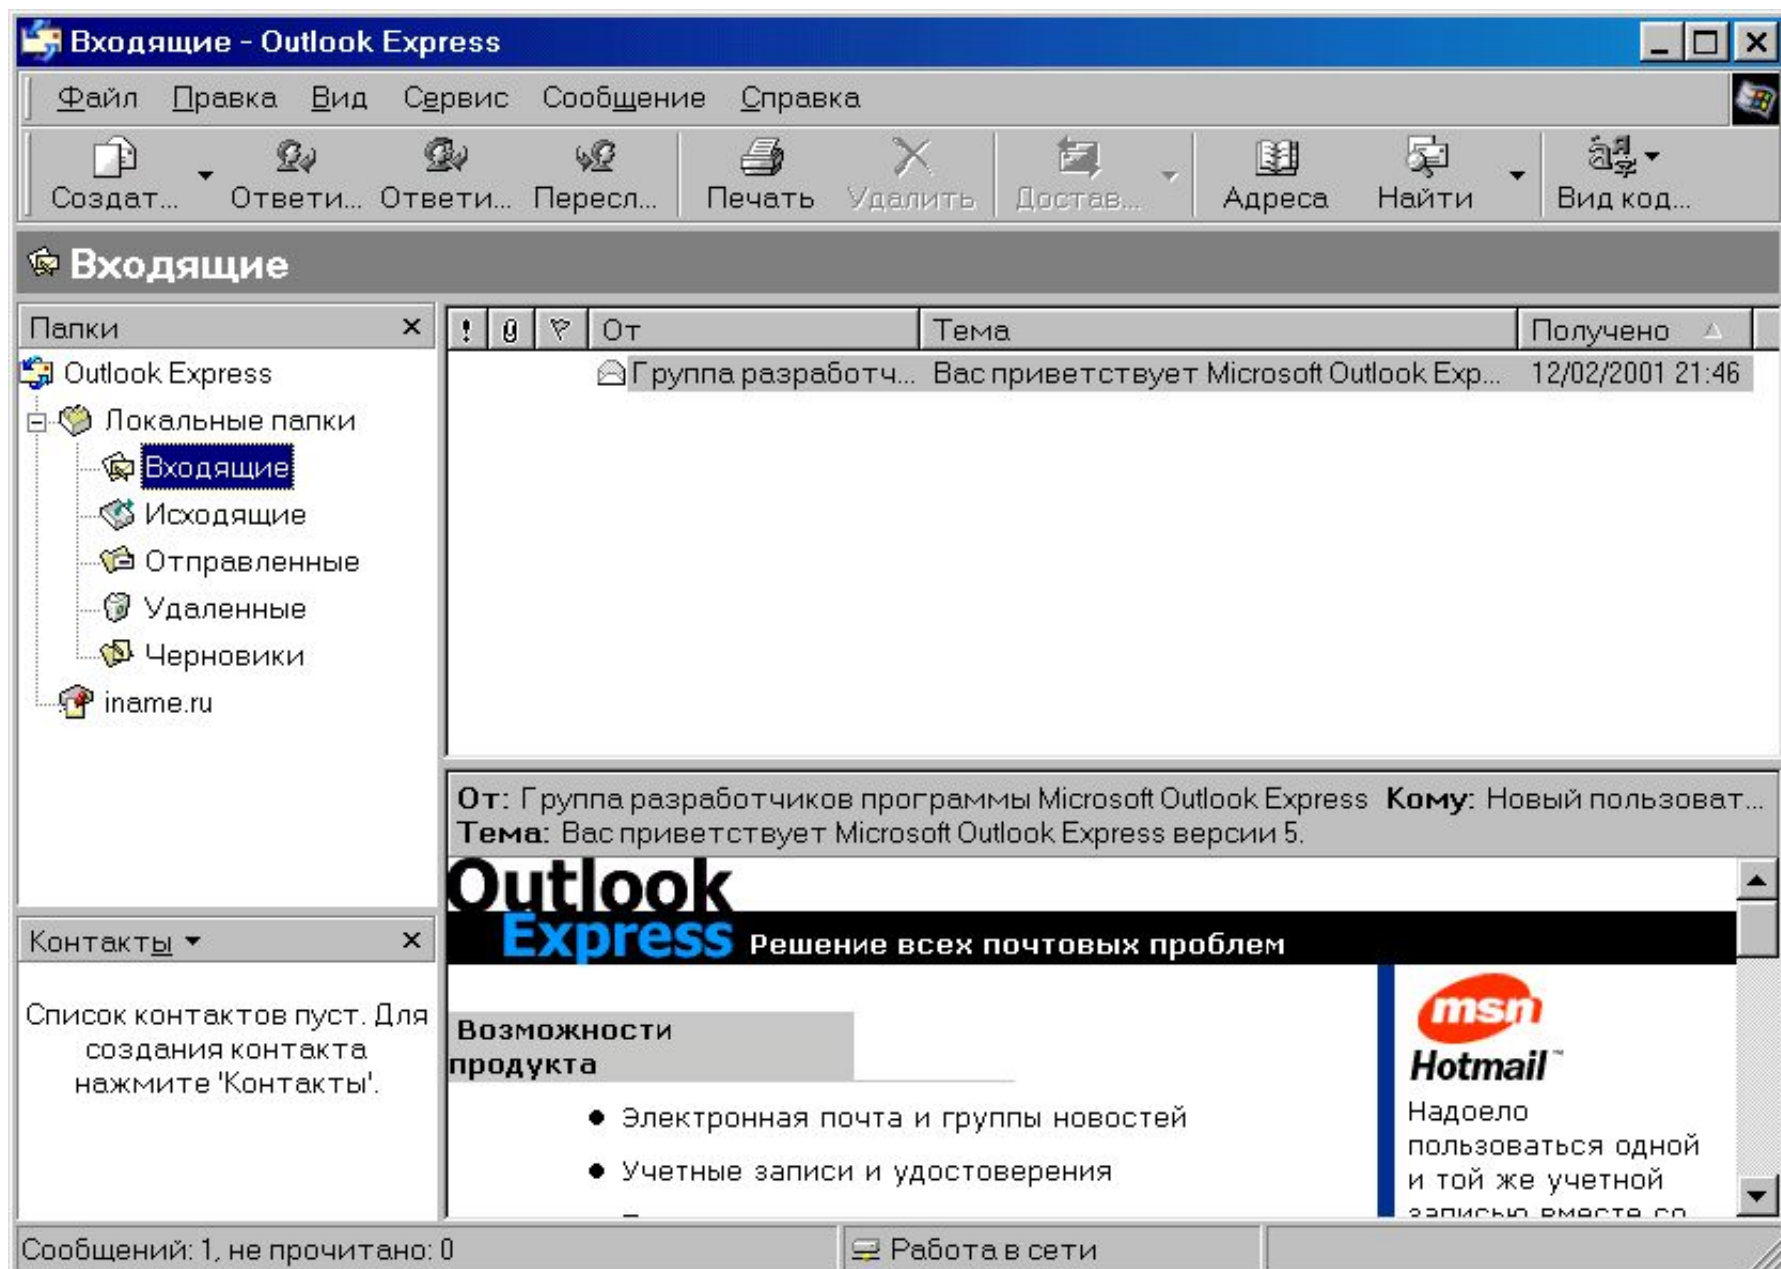 Входящие - Outlook Express
Файл Правка Вид Сервис Сообщение Справка
Создат... Ответи... Ответи... Пересл... Печать Удалить Достав... Адреса Найти Вид код...
Входящие
Папки
Outlook Express
Локальные папки
Входящие
Исходящие
Отправленные
Удаленные
Черновики
iname.ru
Контакты
Список контактов пуст. Для
создания контакта
нажмите 'Контакты'.
! От Тема Получено
Группа разработч... Вас приветствует Microsoft Outlook Exp... 12/02/2001 21:46
От: Группа разработчиков программы Microsoft Outlook Express Кому: Новый пользоват...
Тема: Вас приветствует Microsoft Outlook Express версии 5.
Outlook
Express Решение всех почтовых проблем
Возможности
продукта
Электронная почта и группы новостей
Учетные записи и удостоверения
msn
Hotmail™
Надоело
пользоваться одной
и той же учетной
записью вместе со
Сообщений: 1, не прочитано: 0
Работа в сети